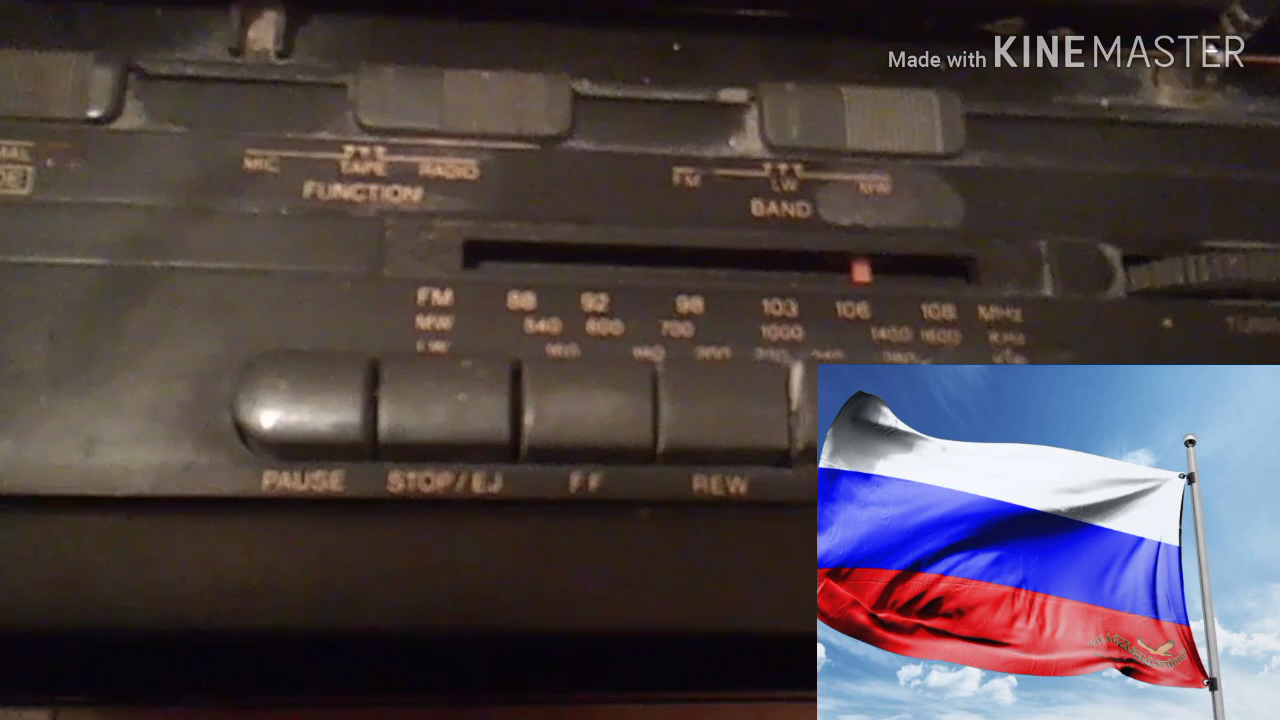 Made with KINEMASTER
MIC TAPE RADIO
FUNCTION
FM LW MW
BAND
FM 88 92 98 103 106 108 MHz
MW 540 600 700 1000 1400 1600 KHz
LW
PAUSE STOP/EJ FF REW